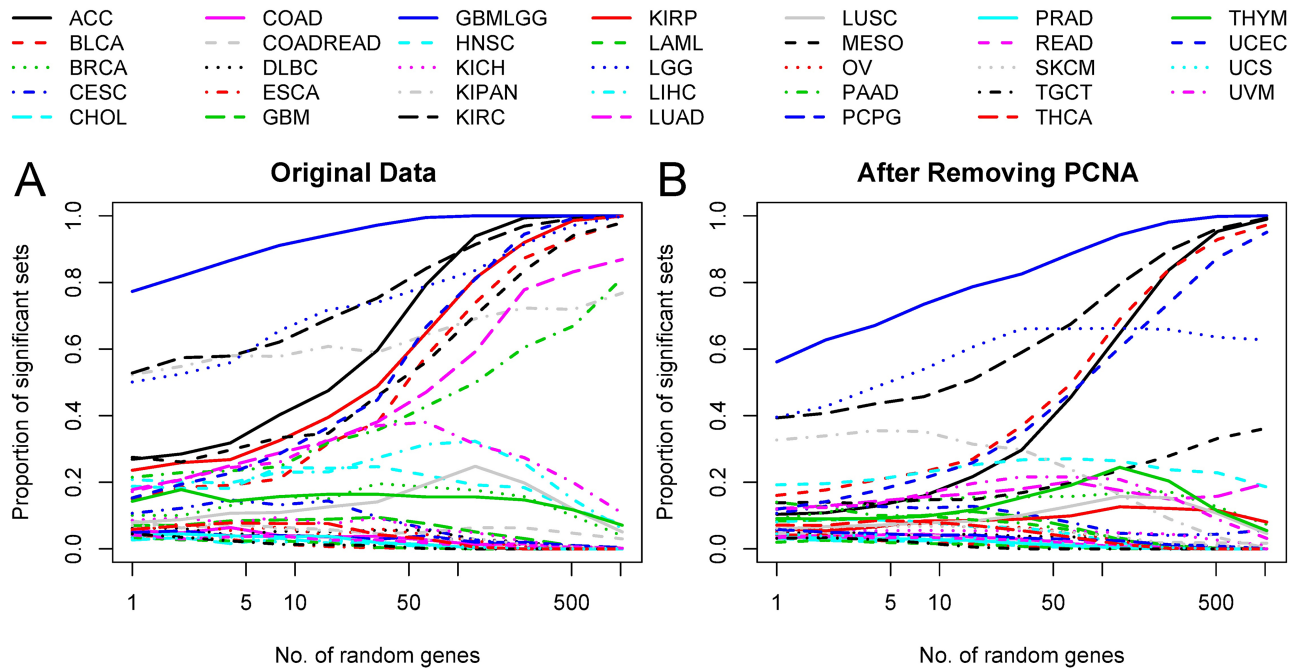 ACC COAD GBMLGG KIRP LUSC PRAD THYM
BLCA COADREAD HNSC LAML MESO READ UCEC
BRCA DLBC KICH LGG OV SKCM UCS
CESC ESCA KIPAN LIHC PAAD TGCT UVM
CHOL GBM KIRC LUAD PCPG THCA
A Original Data
B After Removing PCNA
Proportion of significant sets
1.0
0.8
0.6
0.4
0.2
0.0
1 5 10 50 500
No. of random genes
Proportion of significant sets
1.0
0.8
0.6
0.4
0.2
0.0
1 5 10 50 500
No. of random genes